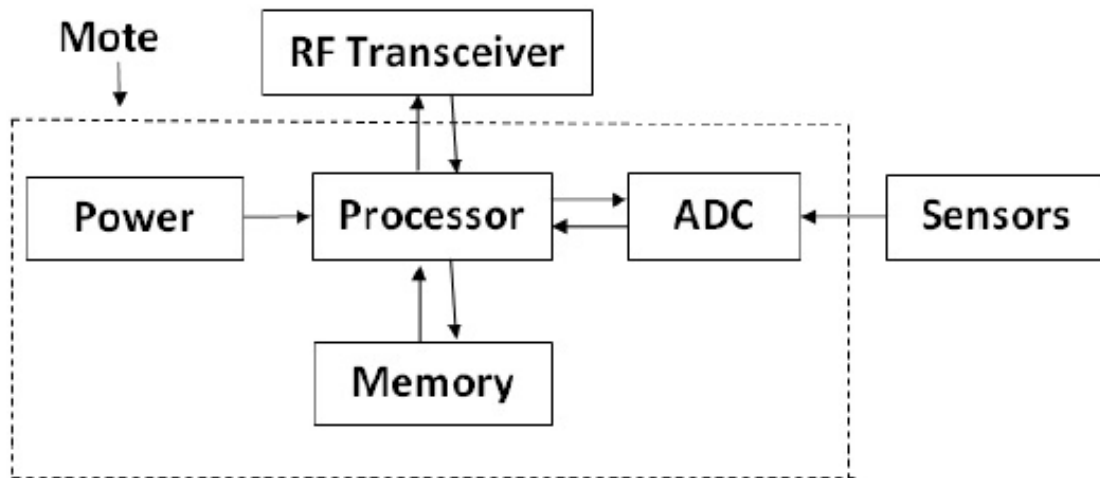 Mote
RF Transceiver
Power
Processor
ADC
Sensors
Memory